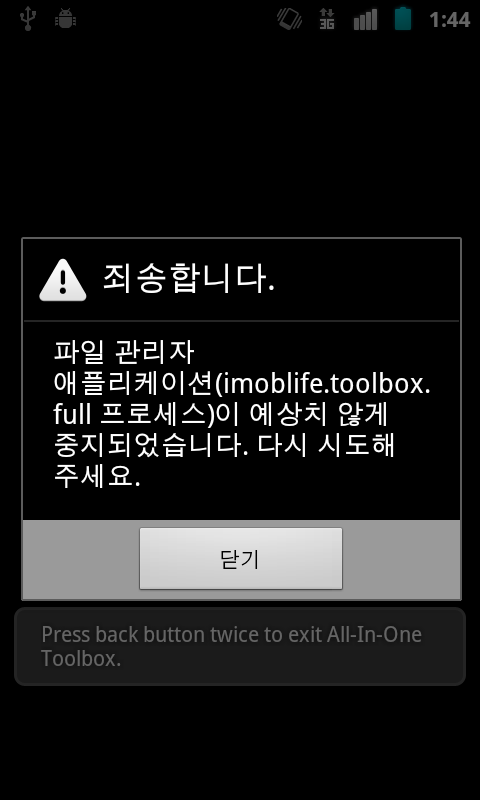 3G
1:44
죄송합니다.
파일 관리자
애플리케이션(imoblife.toolbox.
full 프로세스)이 예상치 않게
중지되었습니다. 다시 시도해
주세요.
닫기
Press back button twice to exit All-In-One
Toolbox.